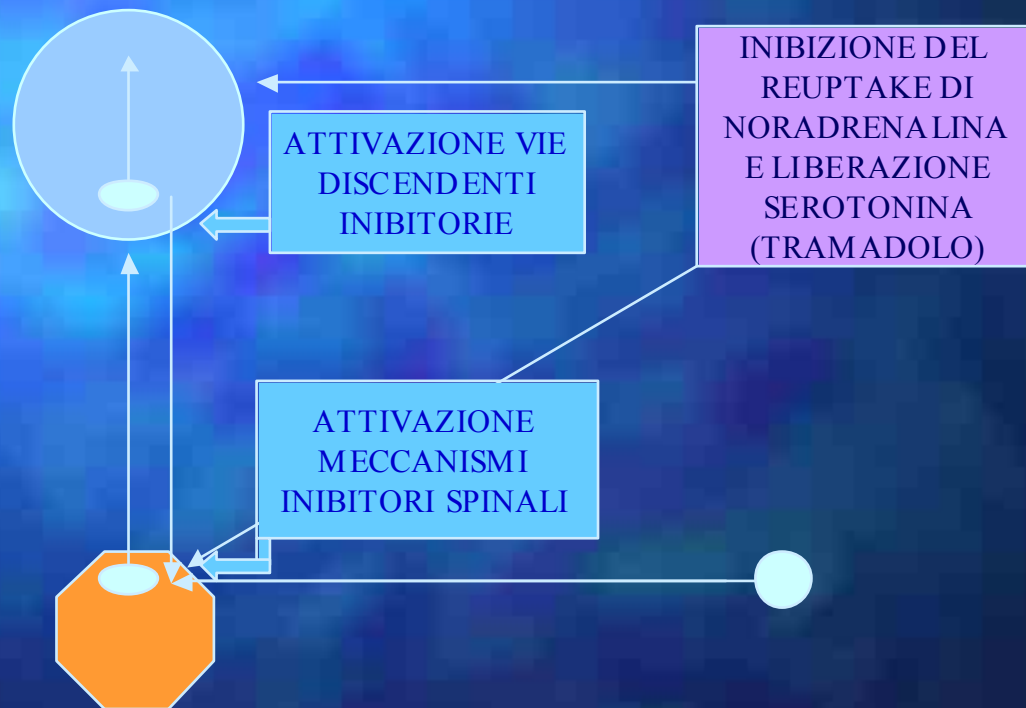 INIBIZIONE DEL
REUPTAKE DI
NORADRENALINA
E LIBERAZIONE
SEROTONINA
(TRAMADOLO)
ATTIVAZIONE VIE
DISCENDENTI
INIBITORIE
ATTIVAZIONE
MECCANISMI
INIBITORI SPINALI